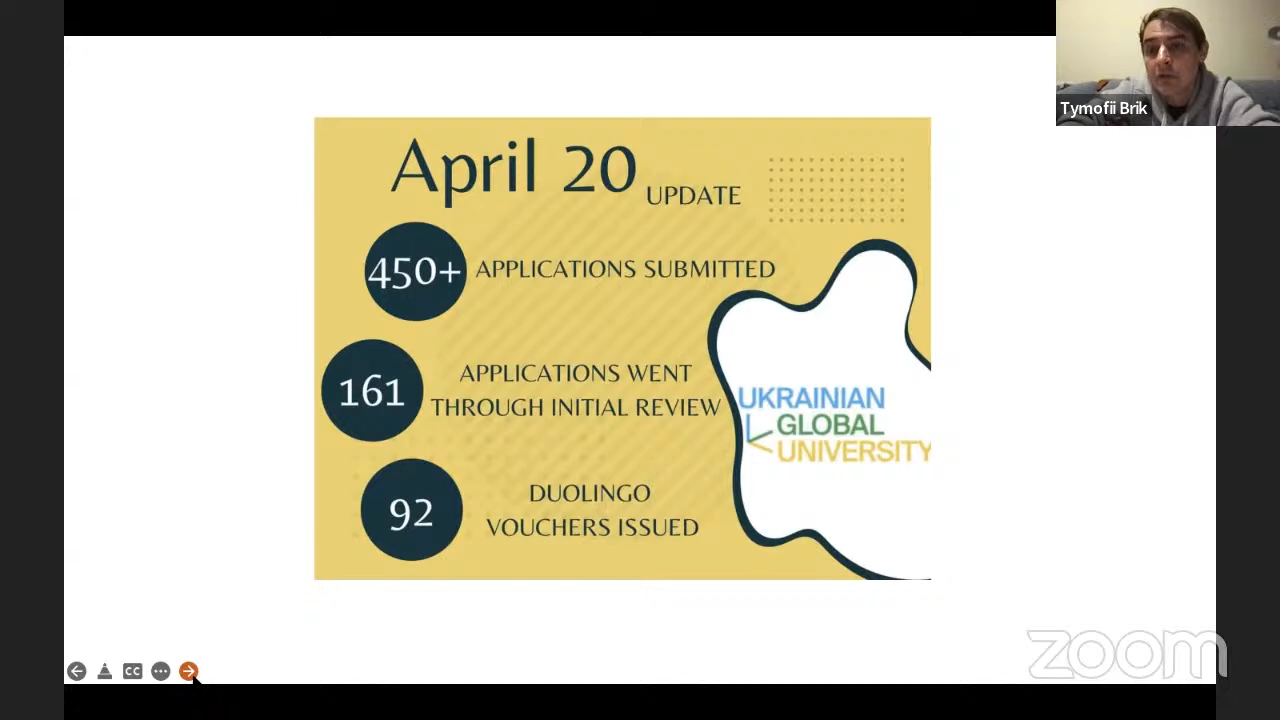 Tymofii Brik
April 20
UPDATE
450+
APPLICATIONS SUBMITTED
161
APPLICATIONS WENT
THROUGH INITIAL REVIEW
92
DUOLINGO
VOUCHERS ISSUED
UKRAINIAN
GLOBAL
UNIVERSITY
CC
zoom